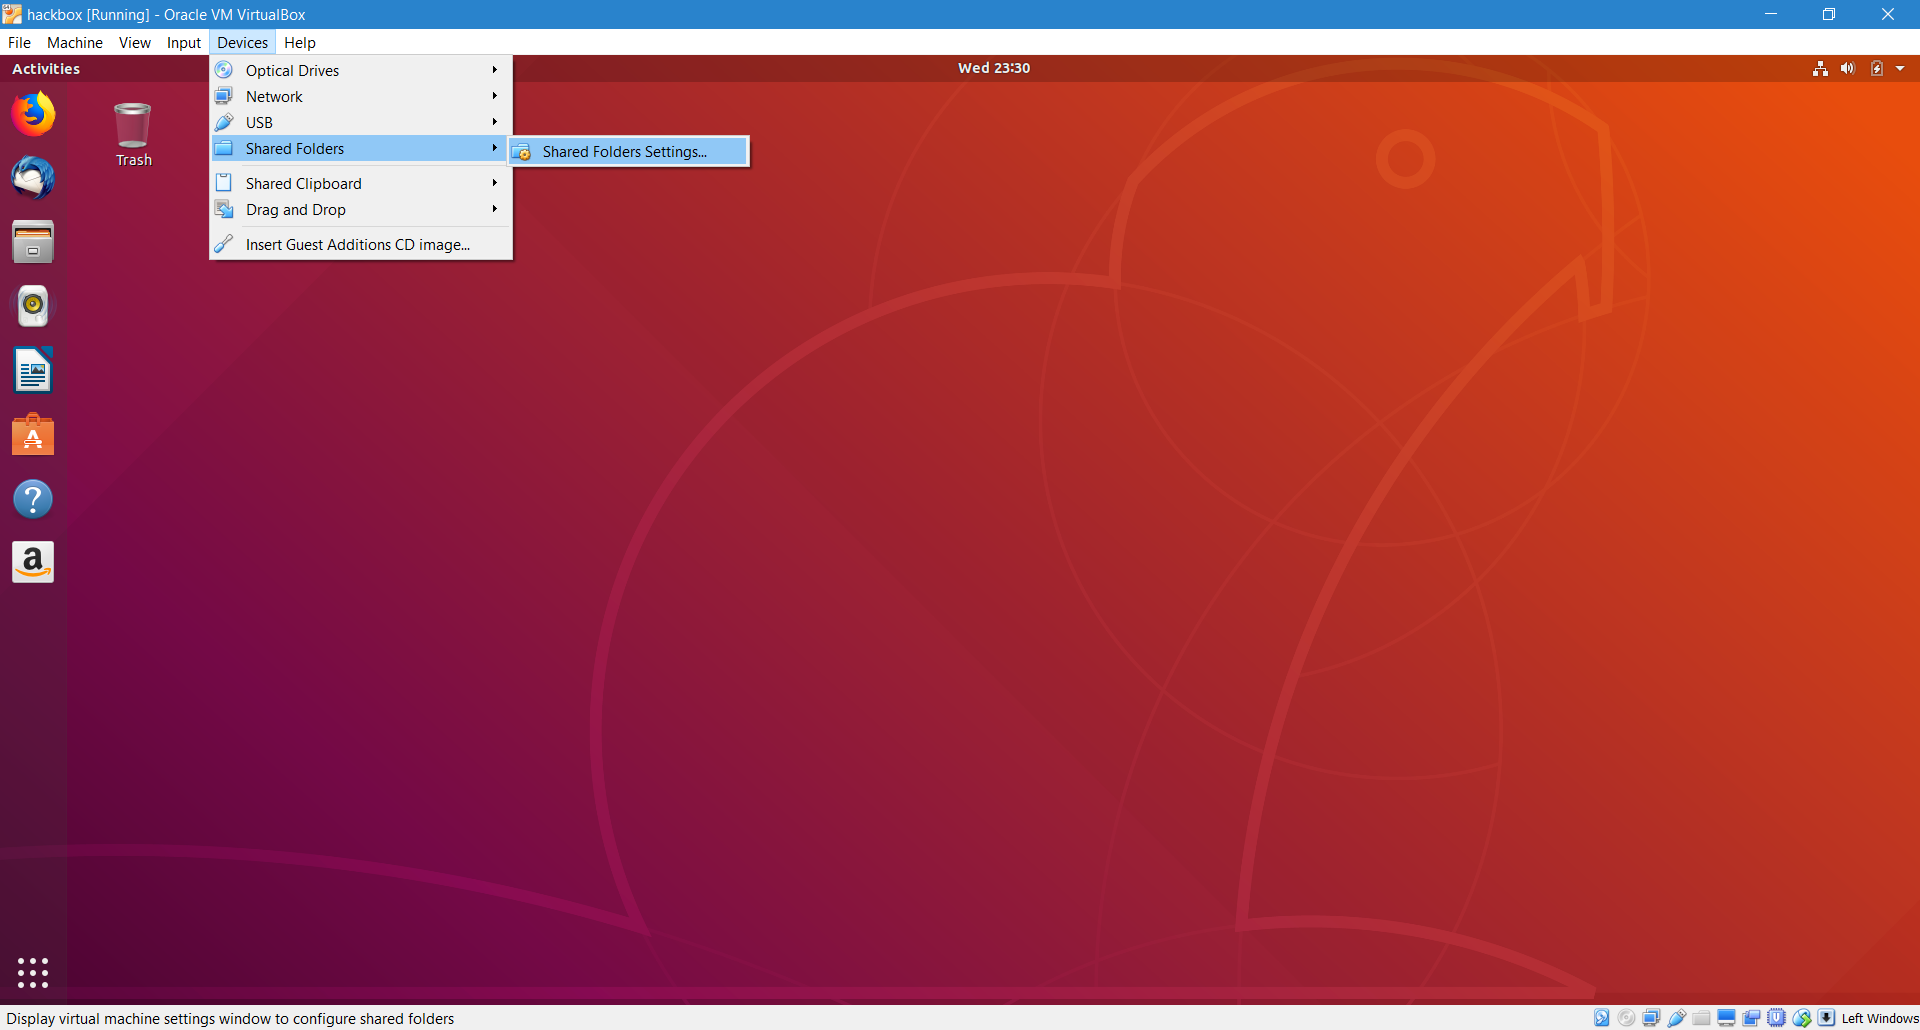 hackbox [Running] - Oracle VM VirtualBox
File Machine View Input Devices Help
Activities
Wed 23:30
Optical Drives
Network
USB
Shared Folders
Shared Folders Settings...
Shared Clipboard
Drag and Drop
Insert Guest Additions CD image...
Trash
A
?
a
Display virtual machine settings window to configure shared folders
Left Windows